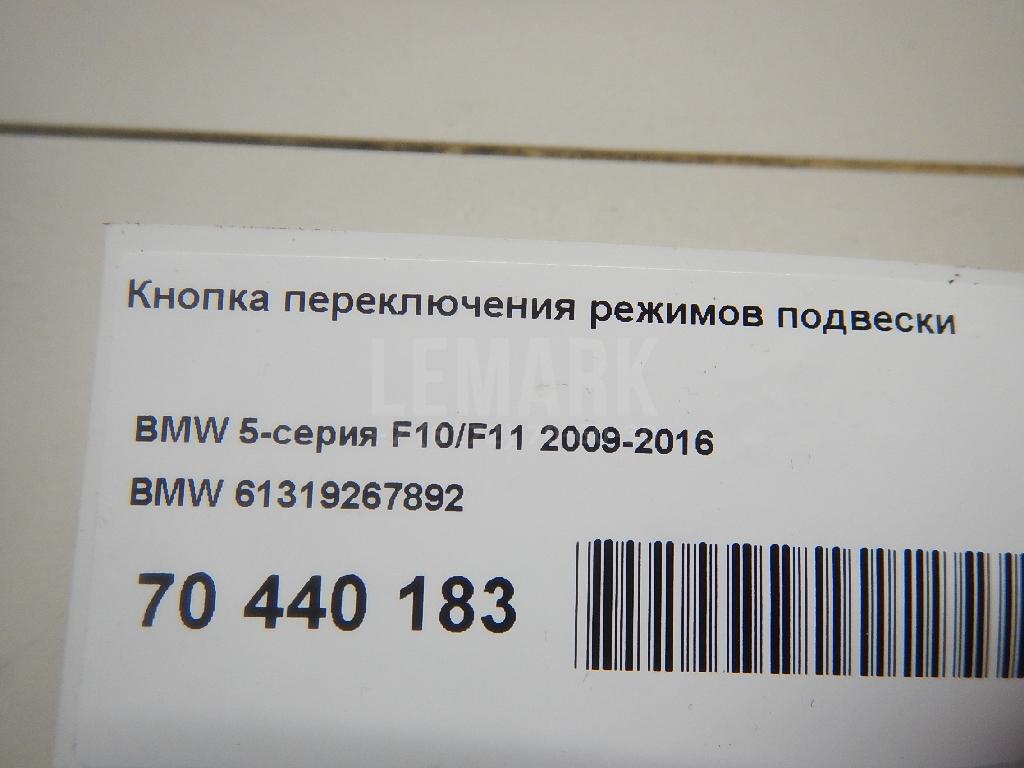 Кнопка переключения режимов подвески
LEMARK
BMW 5-серия F10/F11 2009-2016
BMW 61319267892
70 440 183